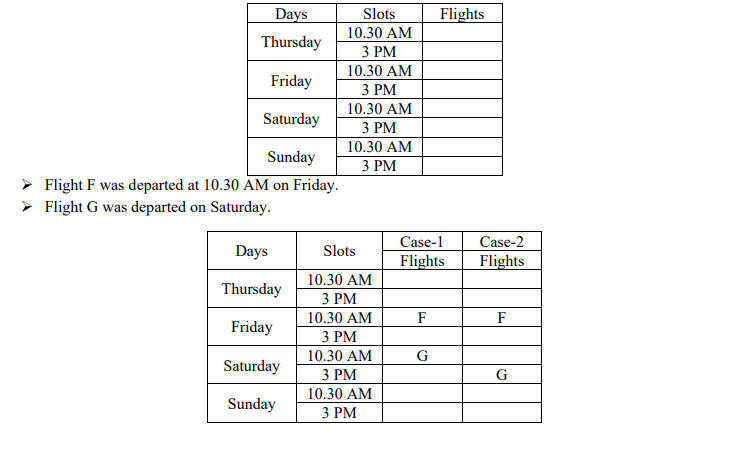 Days Slots Flights
Thursday 10.30 AM
3 PM
Friday 10.30 AM
3 PM
Saturday 10.30 AM
3 PM
Sunday 10.30 AM
3 PM
➢ Flight F was departed at 10.30 AM on Friday.
➢ Flight G was departed on Saturday.
Days Slots Case-1 Case-2
Flights Flights
Thursday 10.30 AM
3 PM
Friday 10.30 AM F F
3 PM
Saturday 10.30 AM G
3 PM G
Sunday 10.30 AM
3 PM